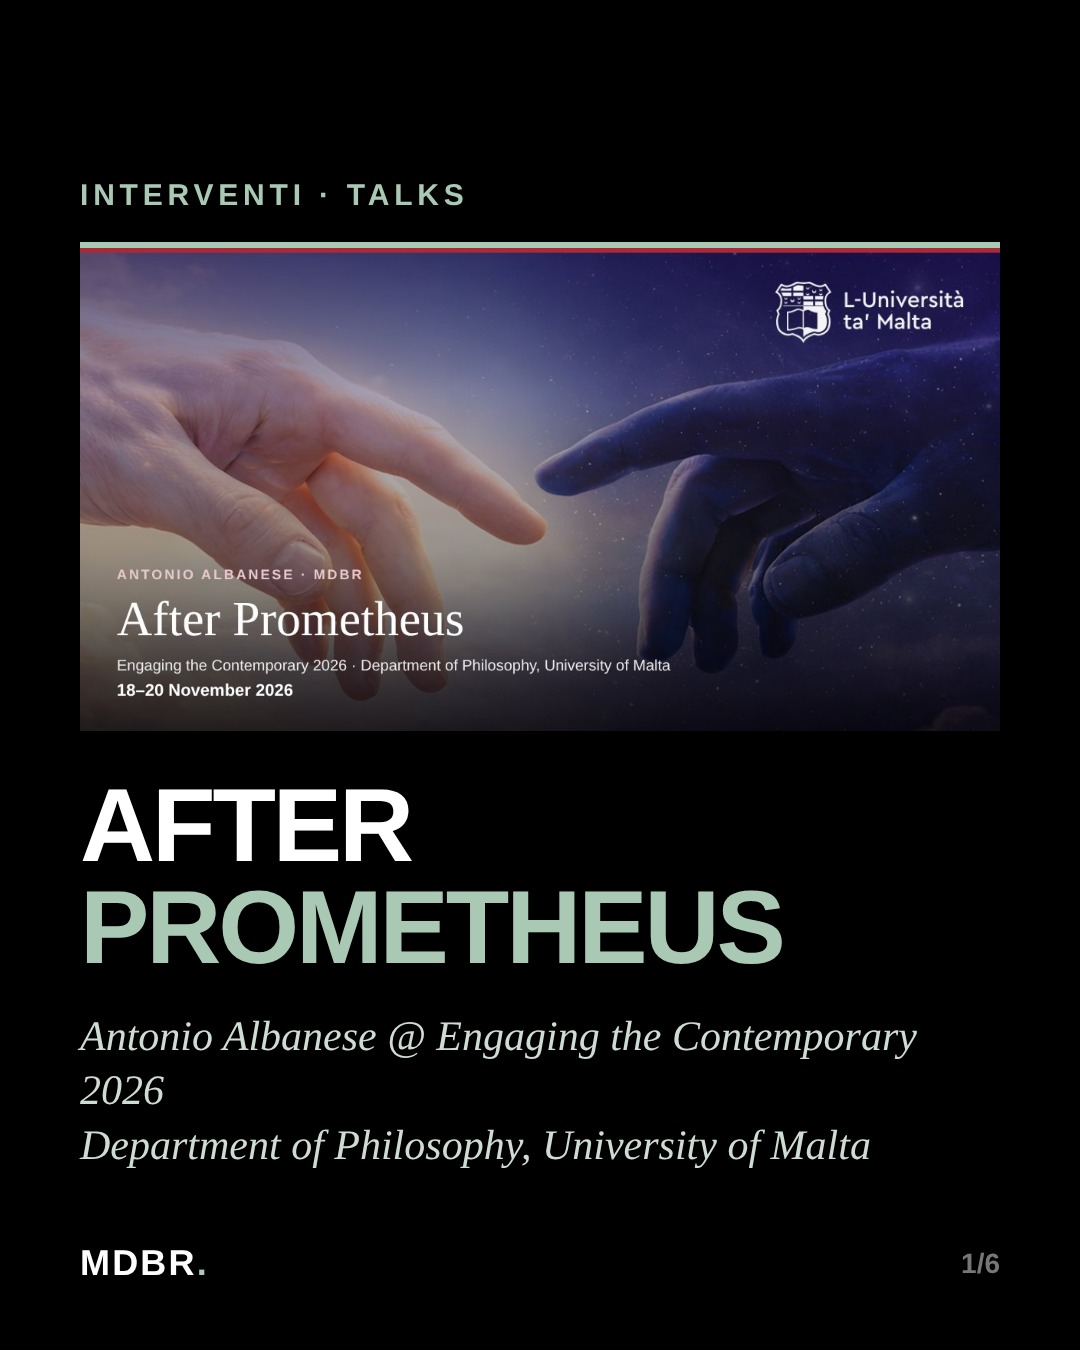 INTERVENTI · TALKS
L-Università
ta' Malta
ANTONIO ALBANESE · MDBR
After Prometheus
Engaging the Contemporary 2026 · Department of Philosophy, University of Malta
18–20 November 2026
AFTER
PROMETHEUS
Antonio Albanese @ Engaging the Contemporary
2026
Department of Philosophy, University of Malta
MDBR.
1/6